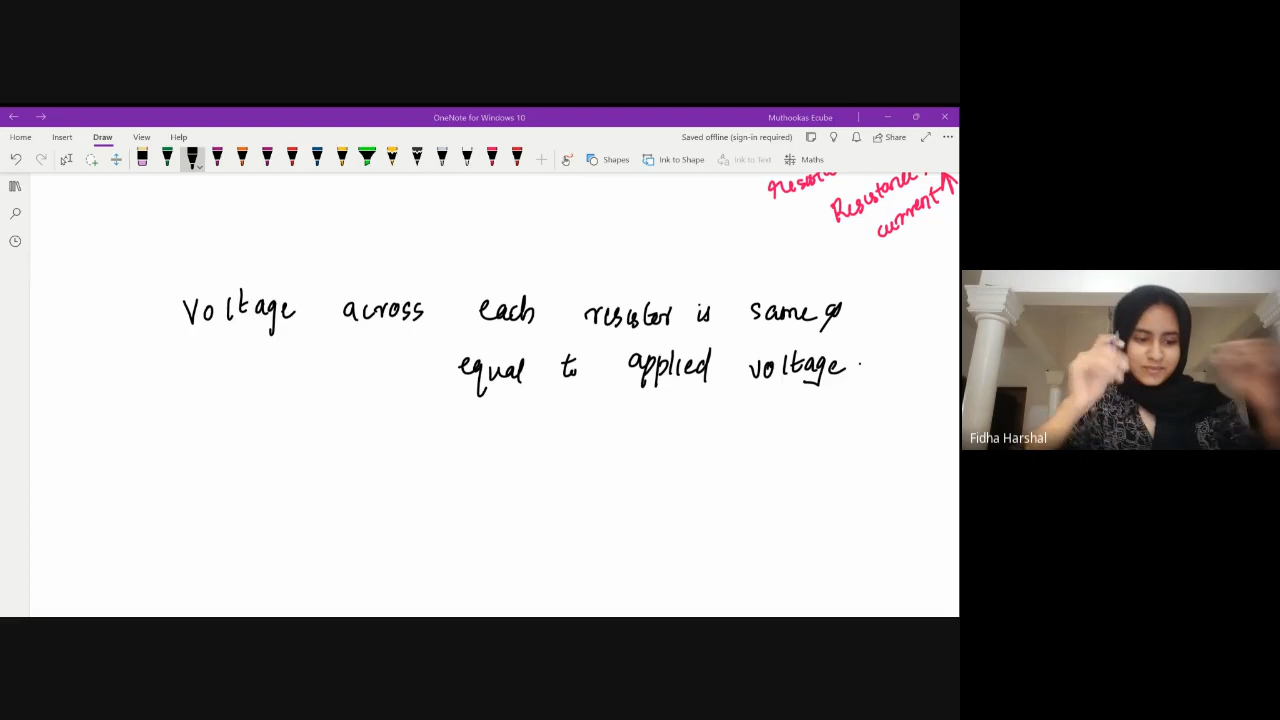 OneNote for Windows 10
Muthookas Ecube
Home
Insert
Draw
View
Help
Saved offline (sign-in required)
Share
Shapes
Ink to Shape
Ink to Text
Maths
Resistance
current
voltage across each resistor is same &
equal to applied voltage.
Fidha Harshal